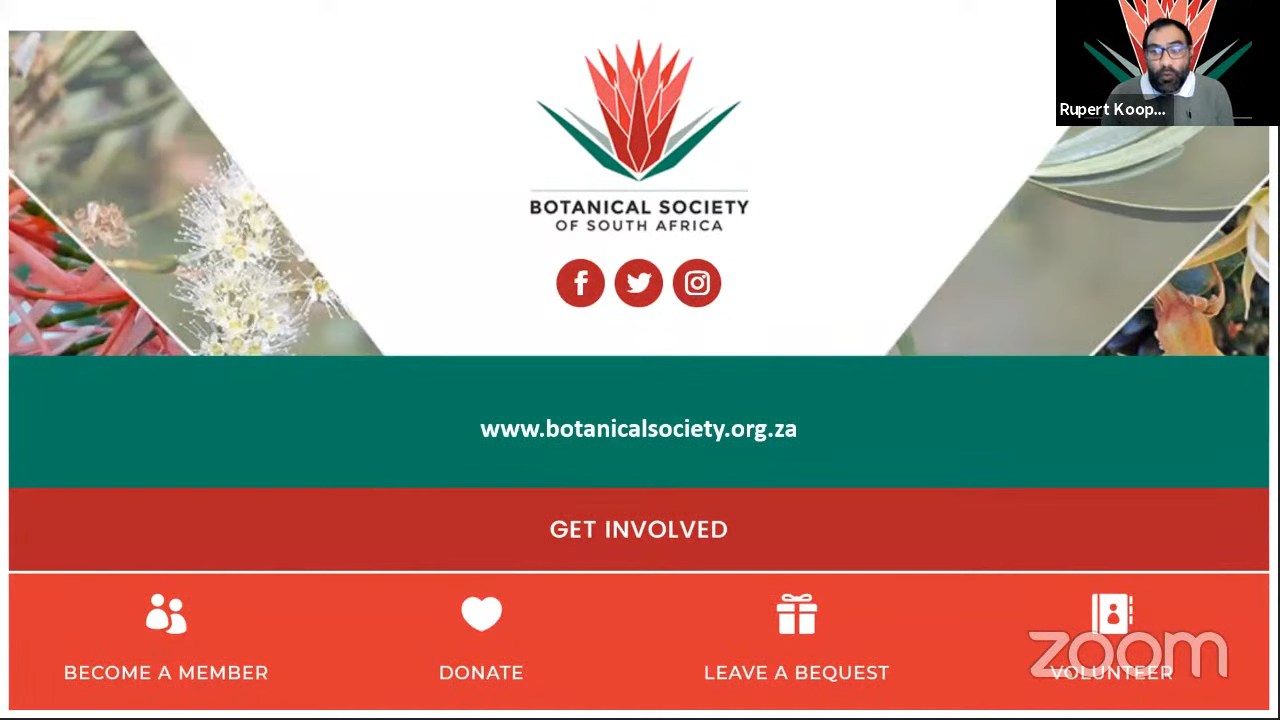 Rupert Koop...
BOTANICAL SOCIETY
OF SOUTH AFRICA
www.botanicalsociety.org.za
GET INVOLVED
BECOME A MEMBER
DONATE
LEAVE A BEQUEST
VOLUNTEER
zoom